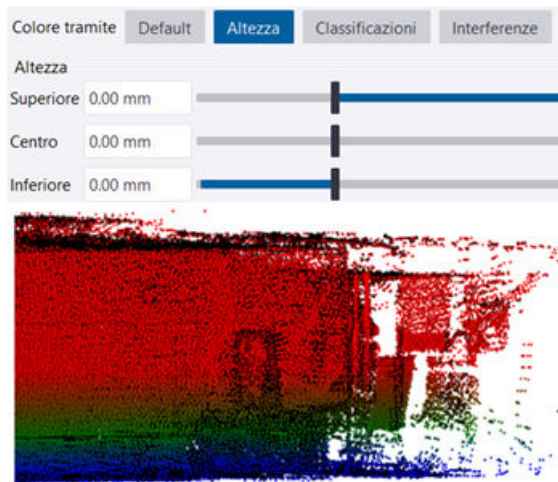 Colore tramite Default Altezza Classificazioni Interferenze
Altezza
Superiore 0.00 mm
Centro 0.00 mm
Inferiore 0.00 mm